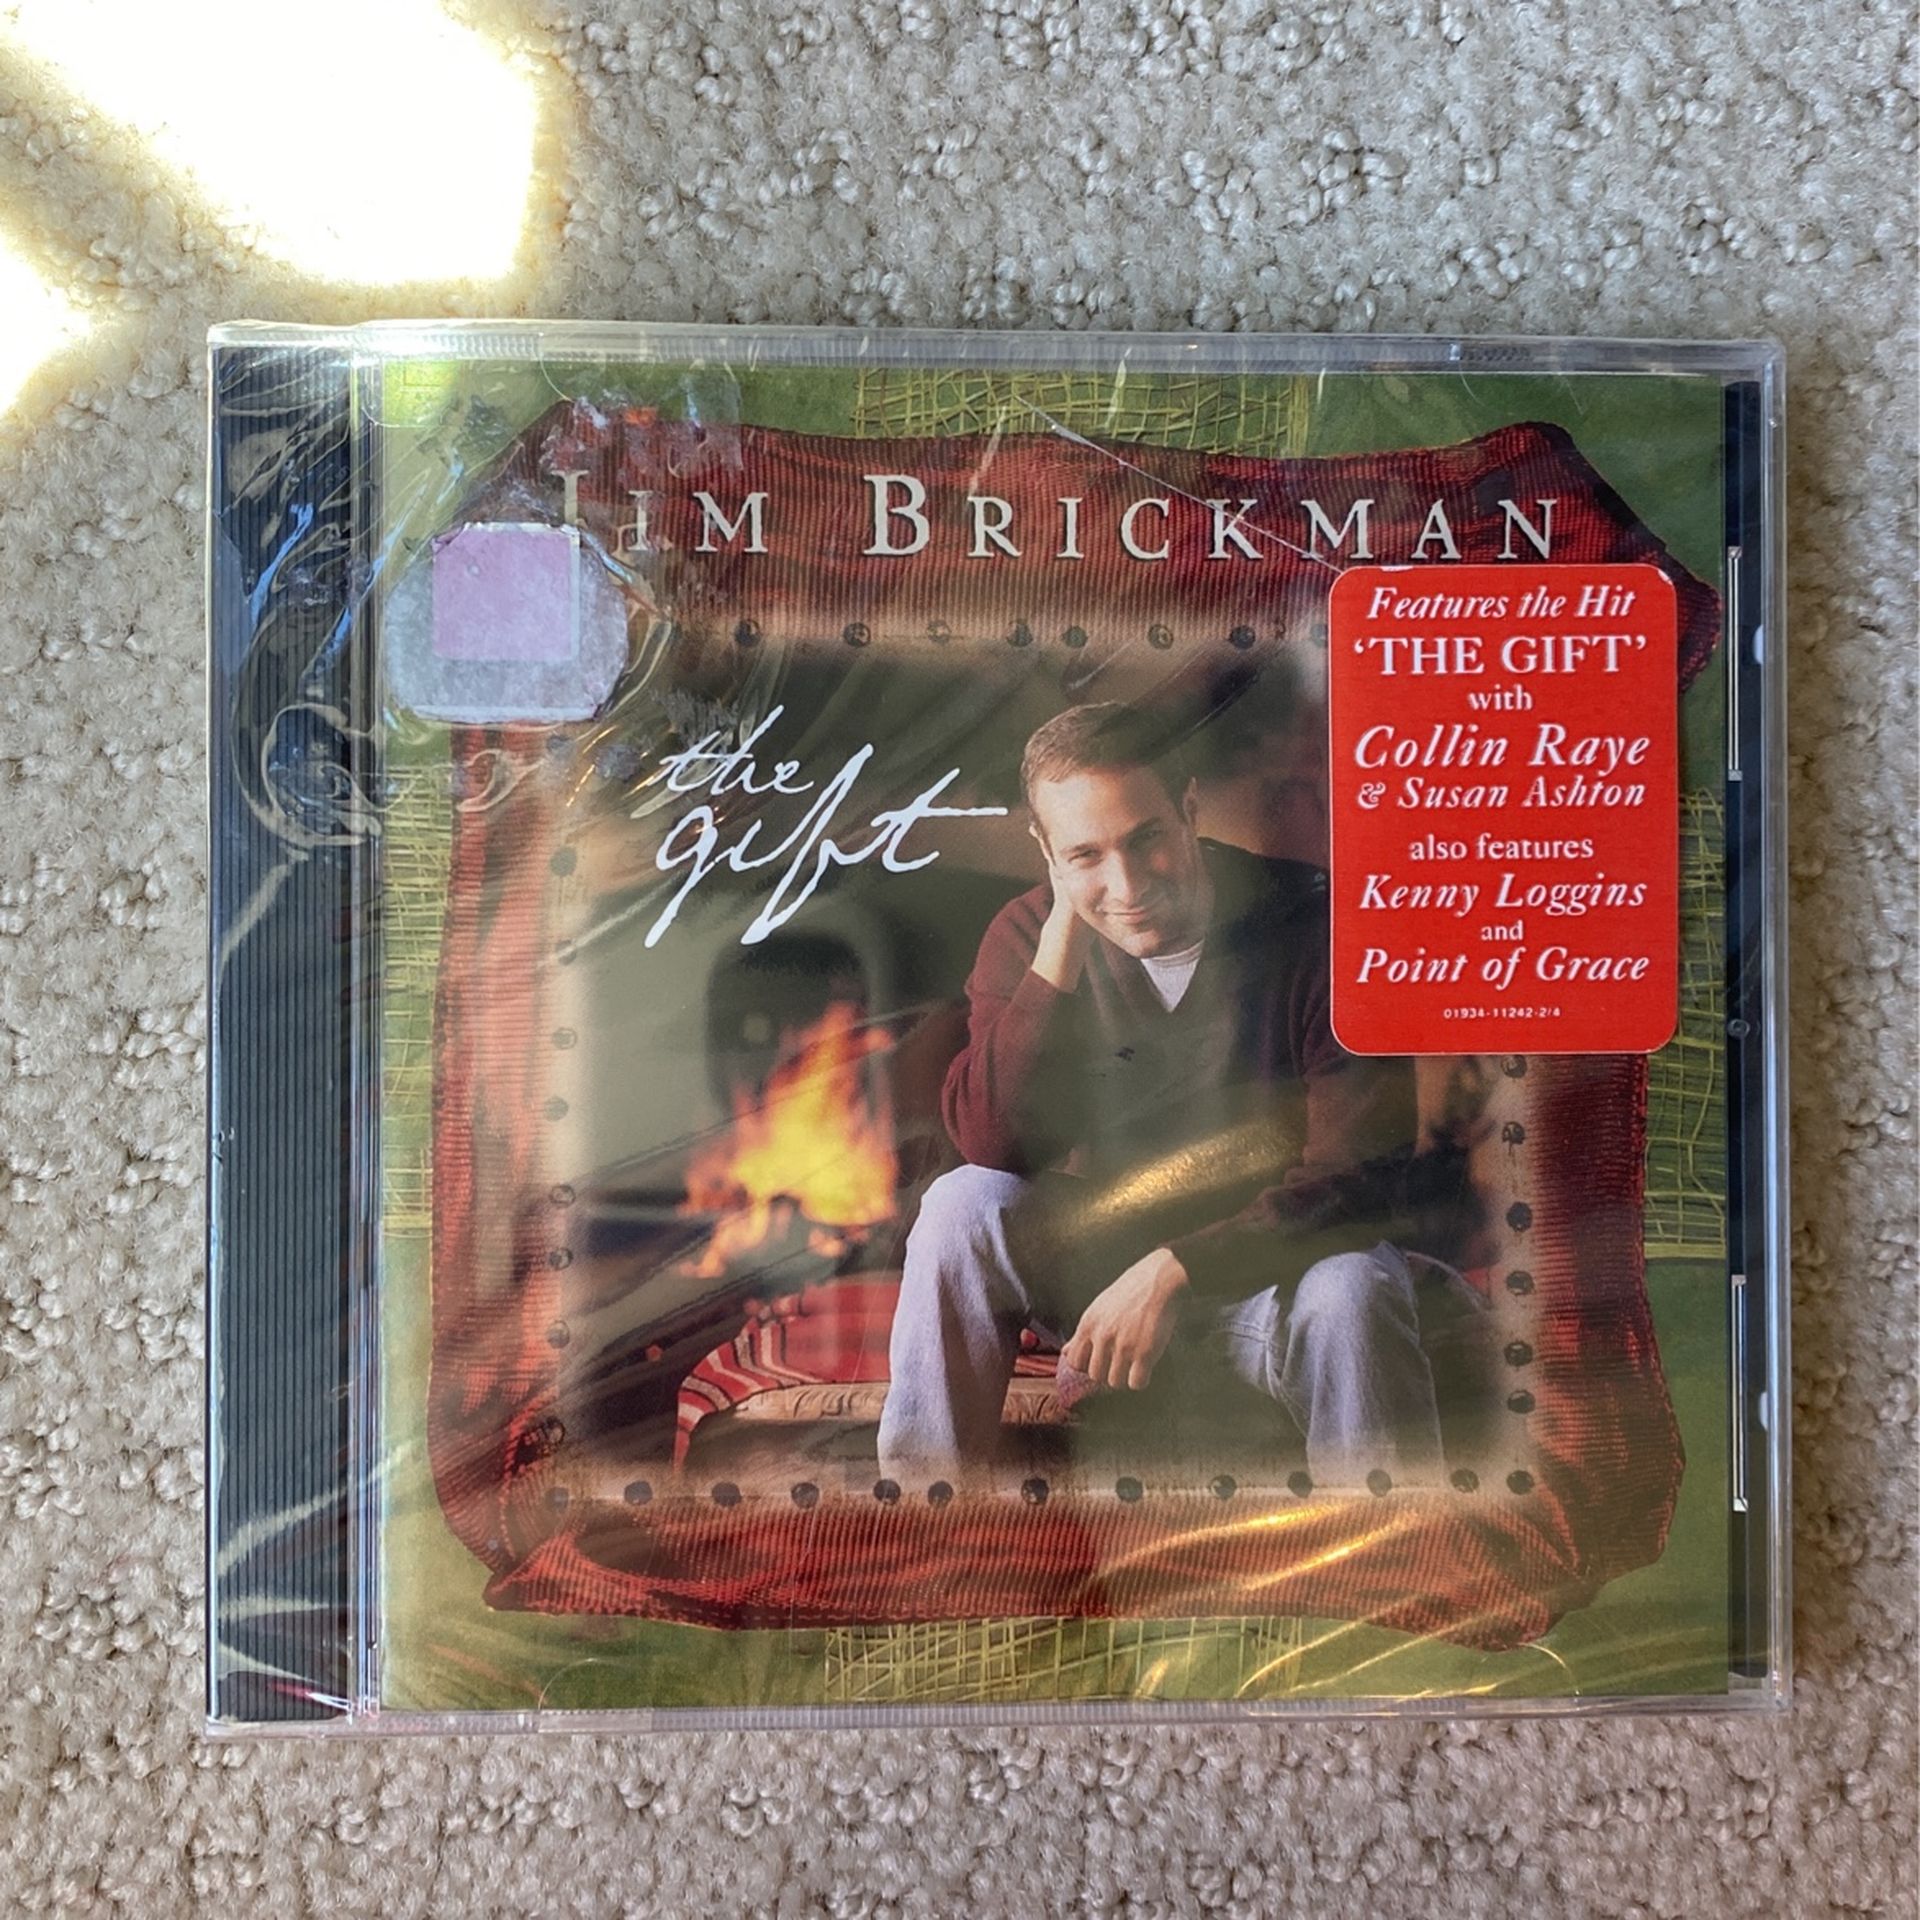 JIM BRICKMAN
the
gift
Features the Hit
‘THE GIFT’
with
Collin Raye
& Susan Ashton
also features
Kenny Loggins
and
Point of Grace
01934-11242-2/4